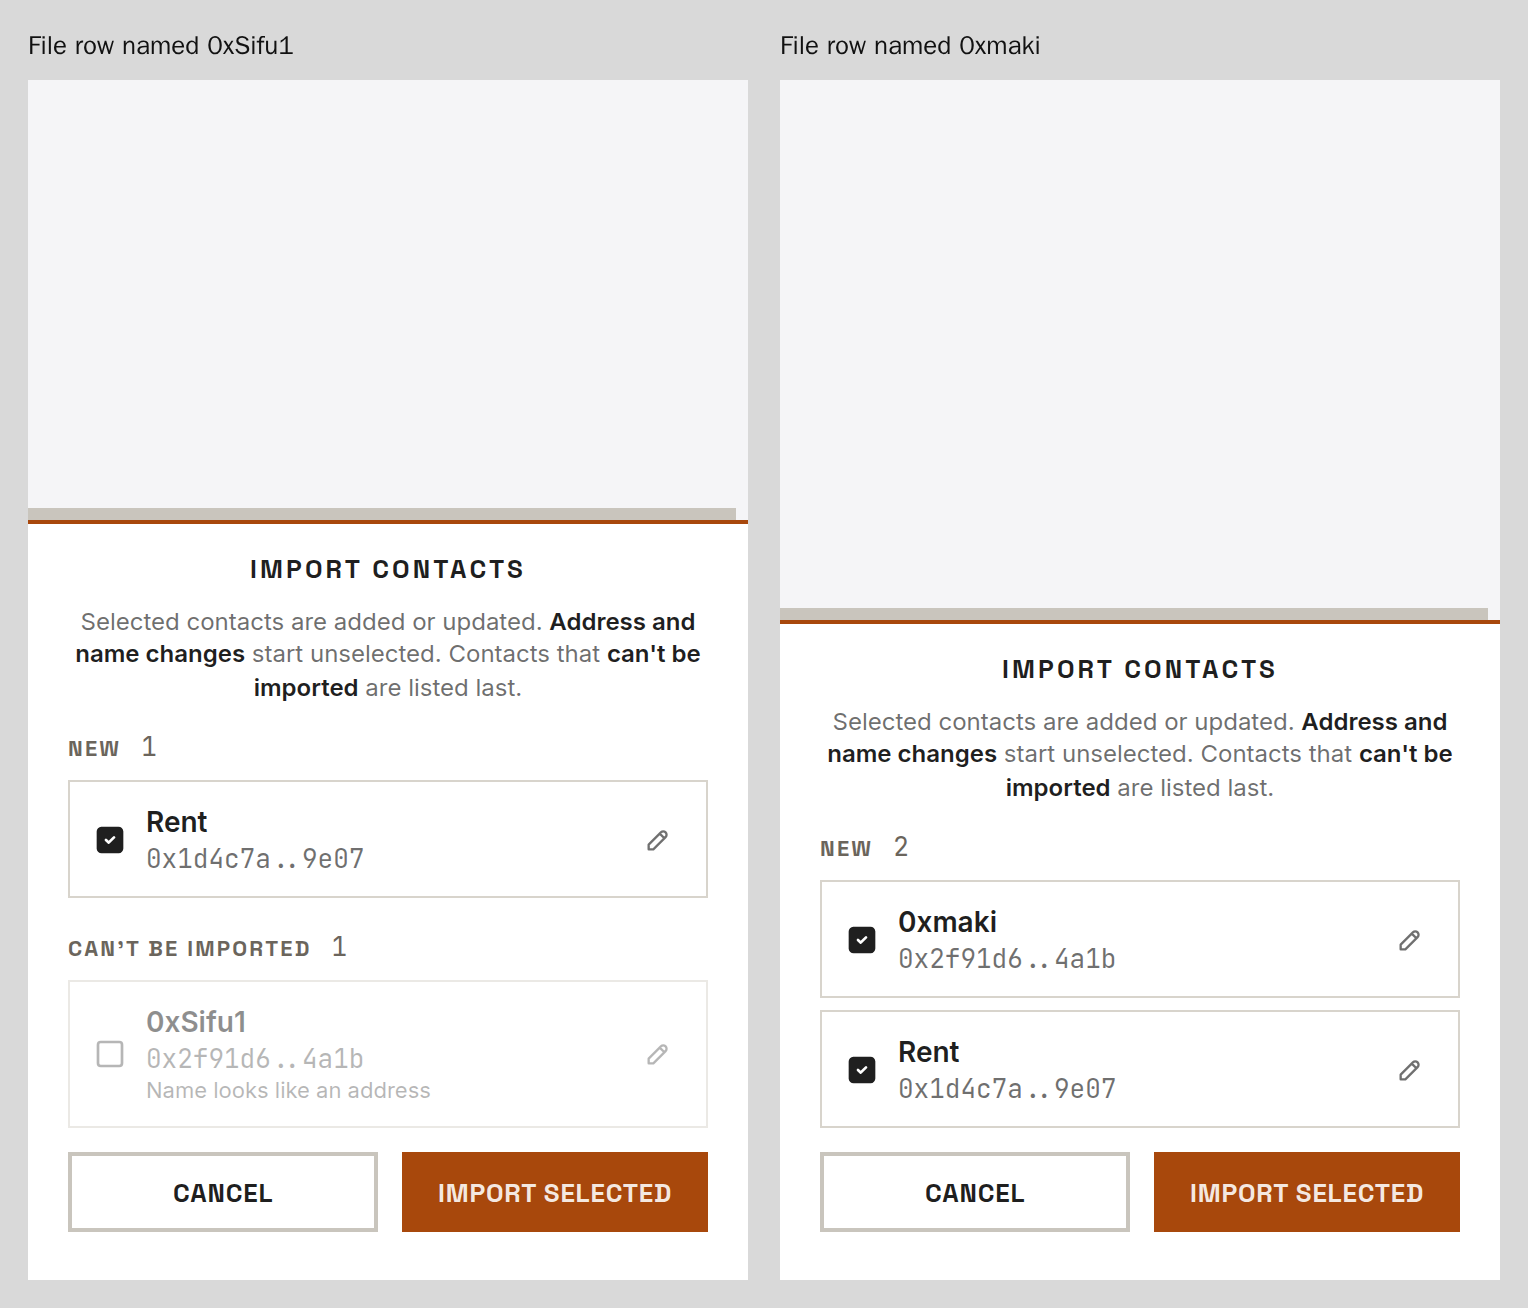 File row named 0xSifu1
IMPORT CONTACTS
Selected contacts are added or updated. Address and
name changes start unselected. Contacts that can't be
imported are listed last.
NEW 1
Rent
0x1d4c7a..9e07
CAN’T BE IMPORTED 1
0xSifu1
0x2f91d6..4a1b
Name looks like an address
CANCEL
IMPORT SELECTED
File row named 0xmaki
IMPORT CONTACTS
Selected contacts are added or updated. Address and
name changes start unselected. Contacts that can't be
imported are listed last.
NEW 2
0xmaki
0x2f91d6..4a1b
Rent
0x1d4c7a..9e07
CANCEL
IMPORT SELECTED